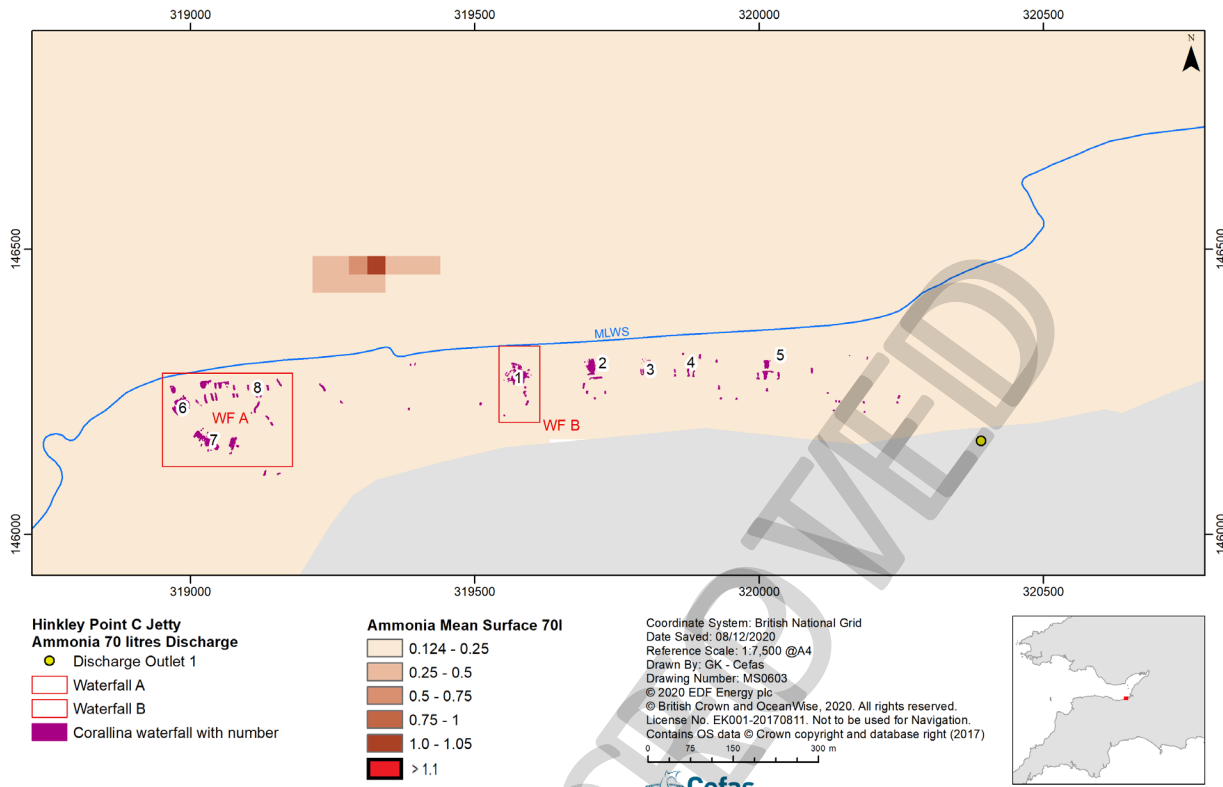 319000 319500 320000 320500
N
146500 146500
MLWS
1 2 3 4 5
6 7 8
WF A
WF B
146000 146000
319000 319500 320000 320500
Hinkley Point C Jetty
Ammonia 70 litres Discharge
Discharge Outlet 1
Waterfall A
Waterfall B
Corallina waterfall with number
Ammonia Mean Surface 70l
0.124 - 0.25
0.25 - 0.5
0.5 - 0.75
0.75 - 1
1.0 - 1.05
> 1.1
Coordinate System: British National Grid
Date Saved: 08/12/2020
Reference Scale: 1:7,500 @A4
Drawn By: GK - Cefas
Drawing Number: MS0603
© 2020 EDF Energy plc
© British Crown and OceanWise, 2020. All rights reserved.
License No. EK001-20170811. Not to be used for Navigation.
Contains OS data © Crown copyright and database right (2017)
0 75 150 300 m
Cefas